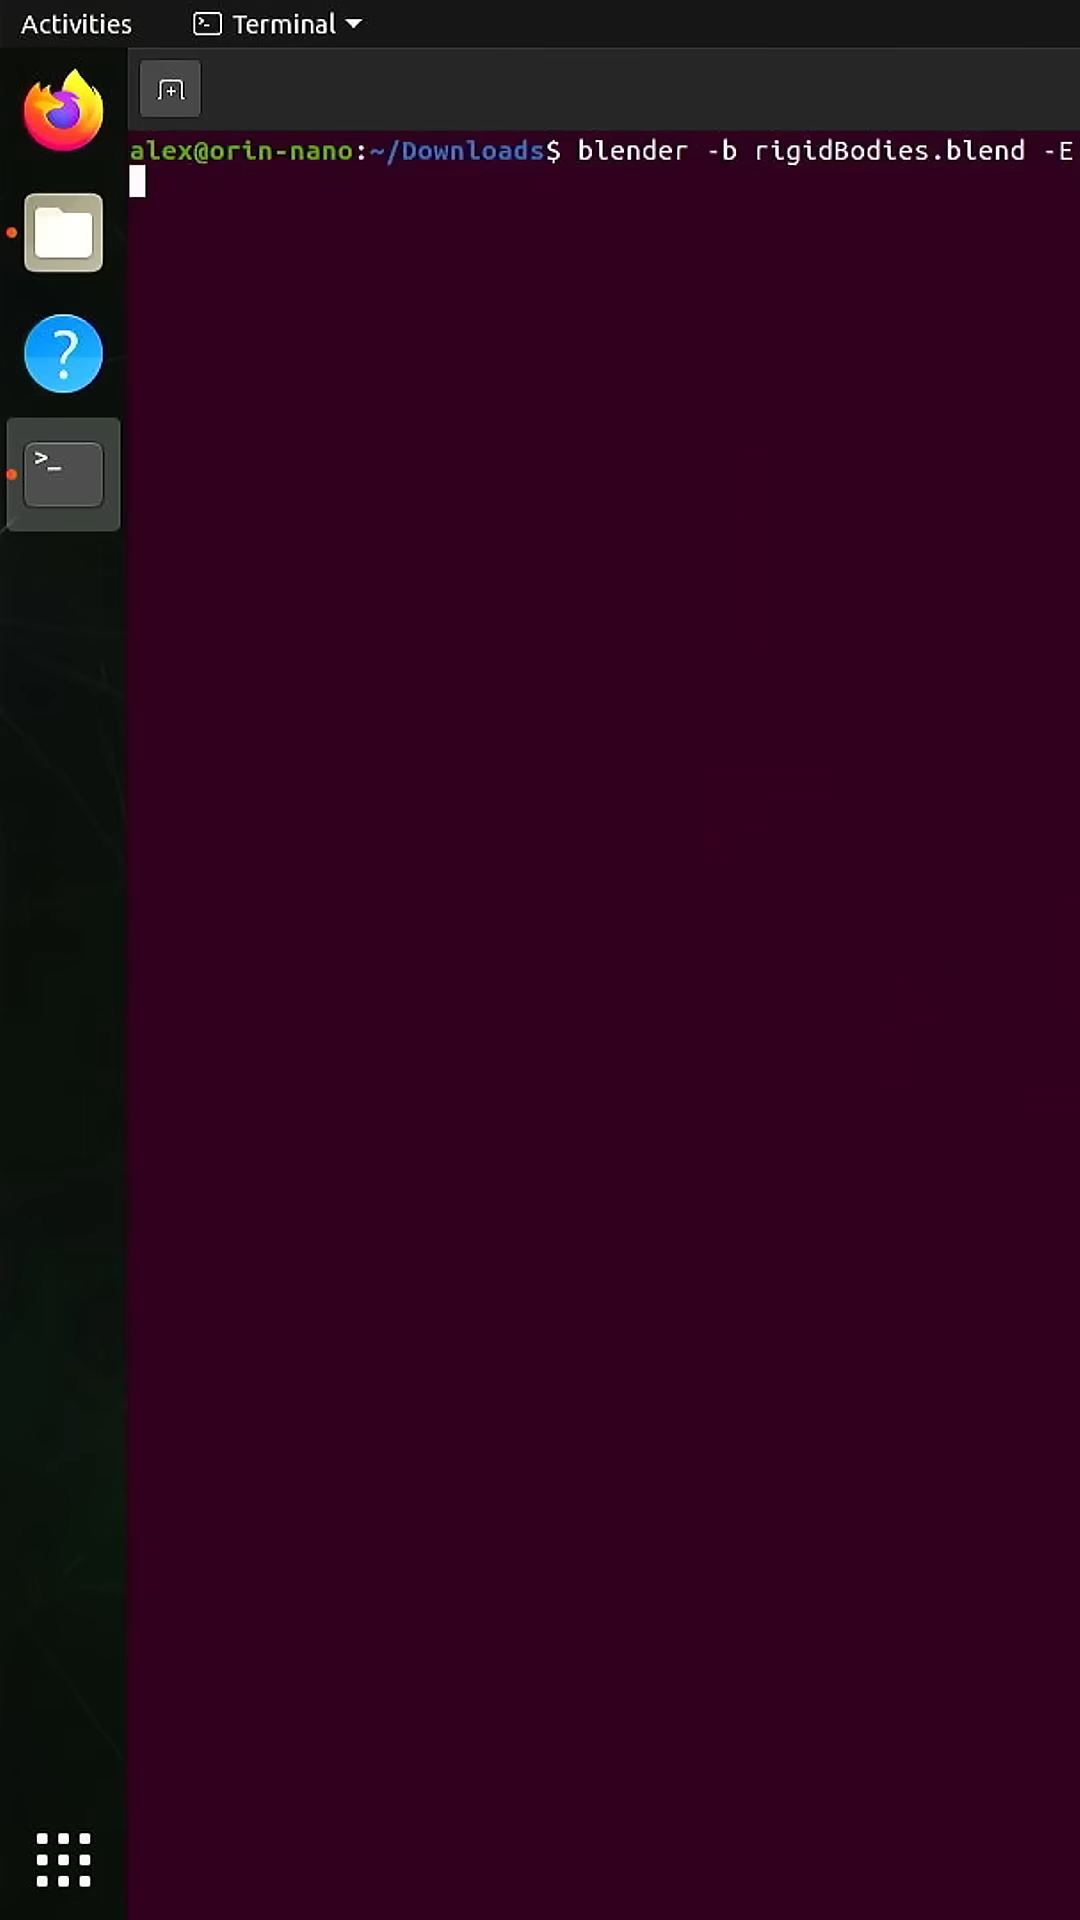 Activities
Terminal
alex@orin-nano:~/Downloads$ blender -b rigidBodies.blend -E